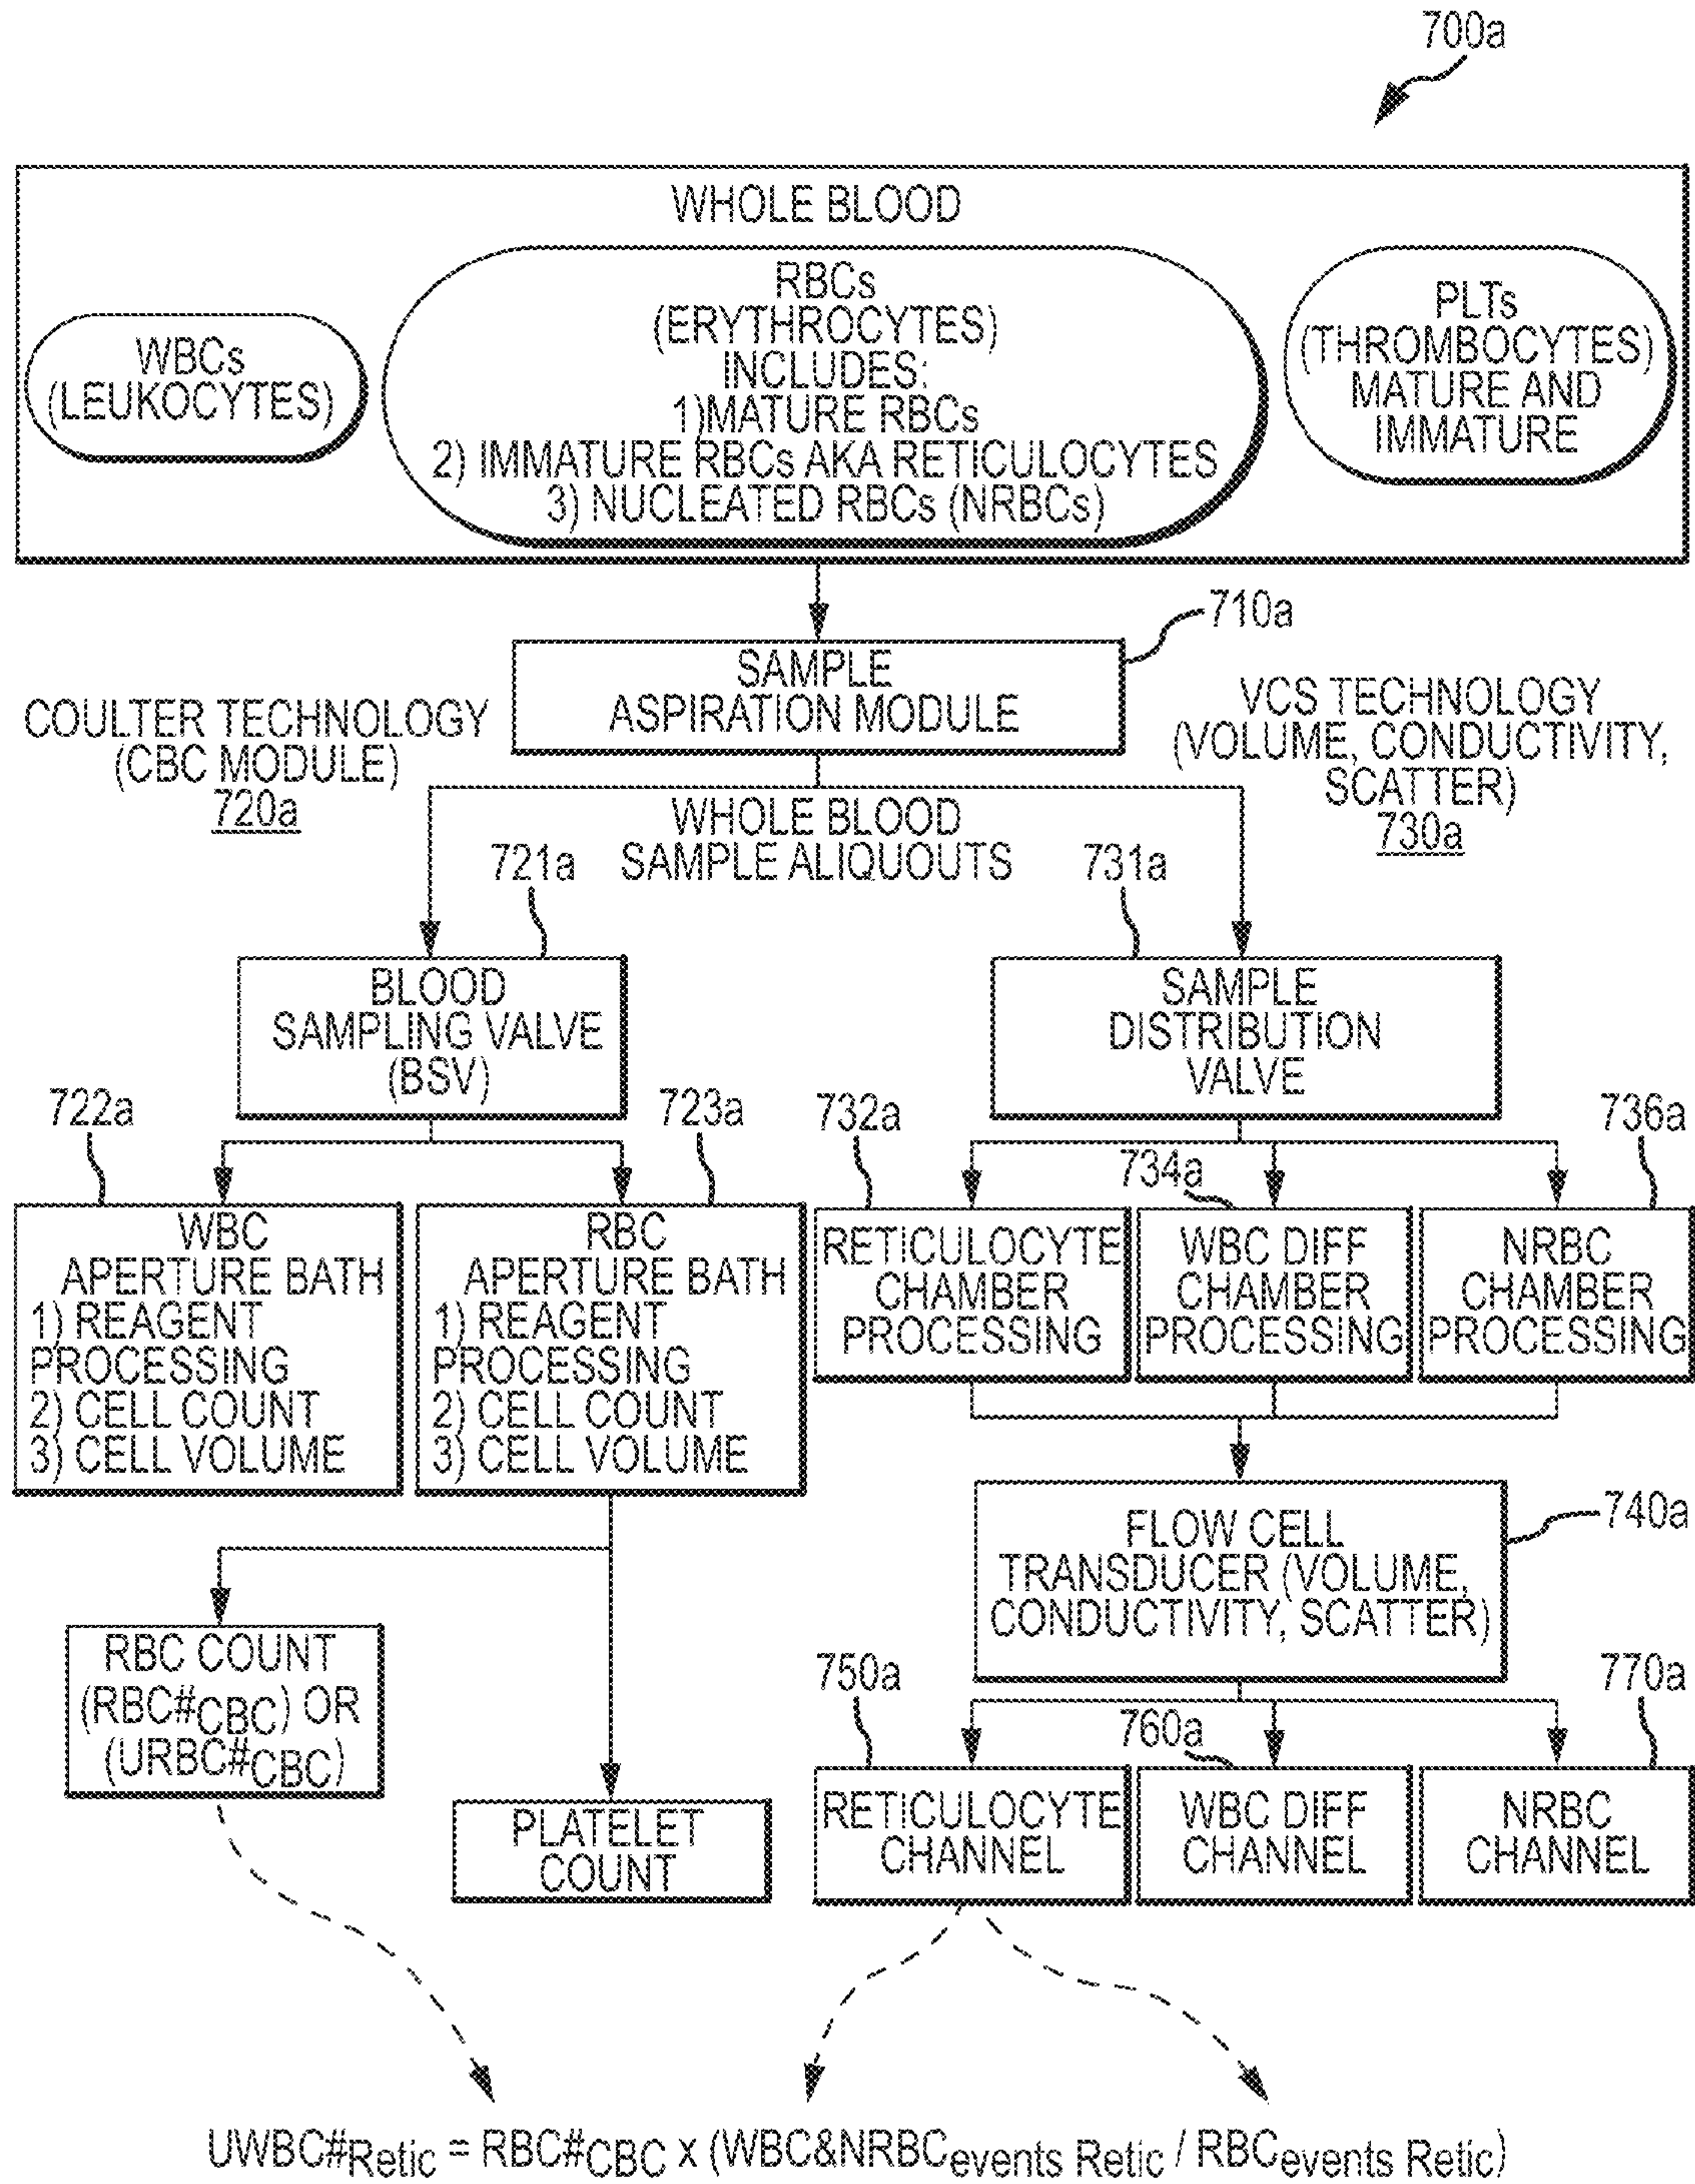 700a
WHOLE BLOOD
WBCs
(LEUKOCYTES)
RBCs
(ERYTHROCYTES)
INCLUDES:
1)MATURE RBCs
2) IMMATURE RBCs AKA RETICULOCYTES
3) NUCLEATED RBCs (NRBCs)
PLTs
(THROMBOCYTES)
MATURE AND
IMMATURE
710a
SAMPLE
ASPIRATION MODULE
COULTER TECHNOLOGY
(CBC MODULE)
720a
VCS TECHNOLOGY
(VOLUME, CONDUCTIVITY,
SCATTER)
730a
WHOLE BLOOD
SAMPLE ALIQUOUTS
721a
731a
BLOOD
SAMPLING VALVE
(BSV)
SAMPLE
DISTRIBUTION
VALVE
722a
723a
732a
734a
736a
WBC
APERTURE BATH
1) REAGENT
PROCESSING
2) CELL COUNT
3) CELL VOLUME
RBC
APERTURE BATH
1) REAGENT
PROCESSING
2) CELL COUNT
3) CELL VOLUME
RETICULOCYTE
CHAMBER
PROCESSING
WBC DIFF
CHAMBER
PROCESSING
NRBC
CHAMBER
PROCESSING
740a
FLOW CELL
TRANSDUCER (VOLUME,
CONDUCTIVITY, SCATTER)
RBC COUNT
(RBC#CBC) OR
(URBC#CBC)
PLATELET
COUNT
750a
760a
770a
RETICULOCYTE
CHANNEL
WBC DIFF
CHANNEL
NRBC
CHANNEL
UWBC#Retic = RBC#CBC x (WBC&NRBCevents Retic / RBCevents Retic)